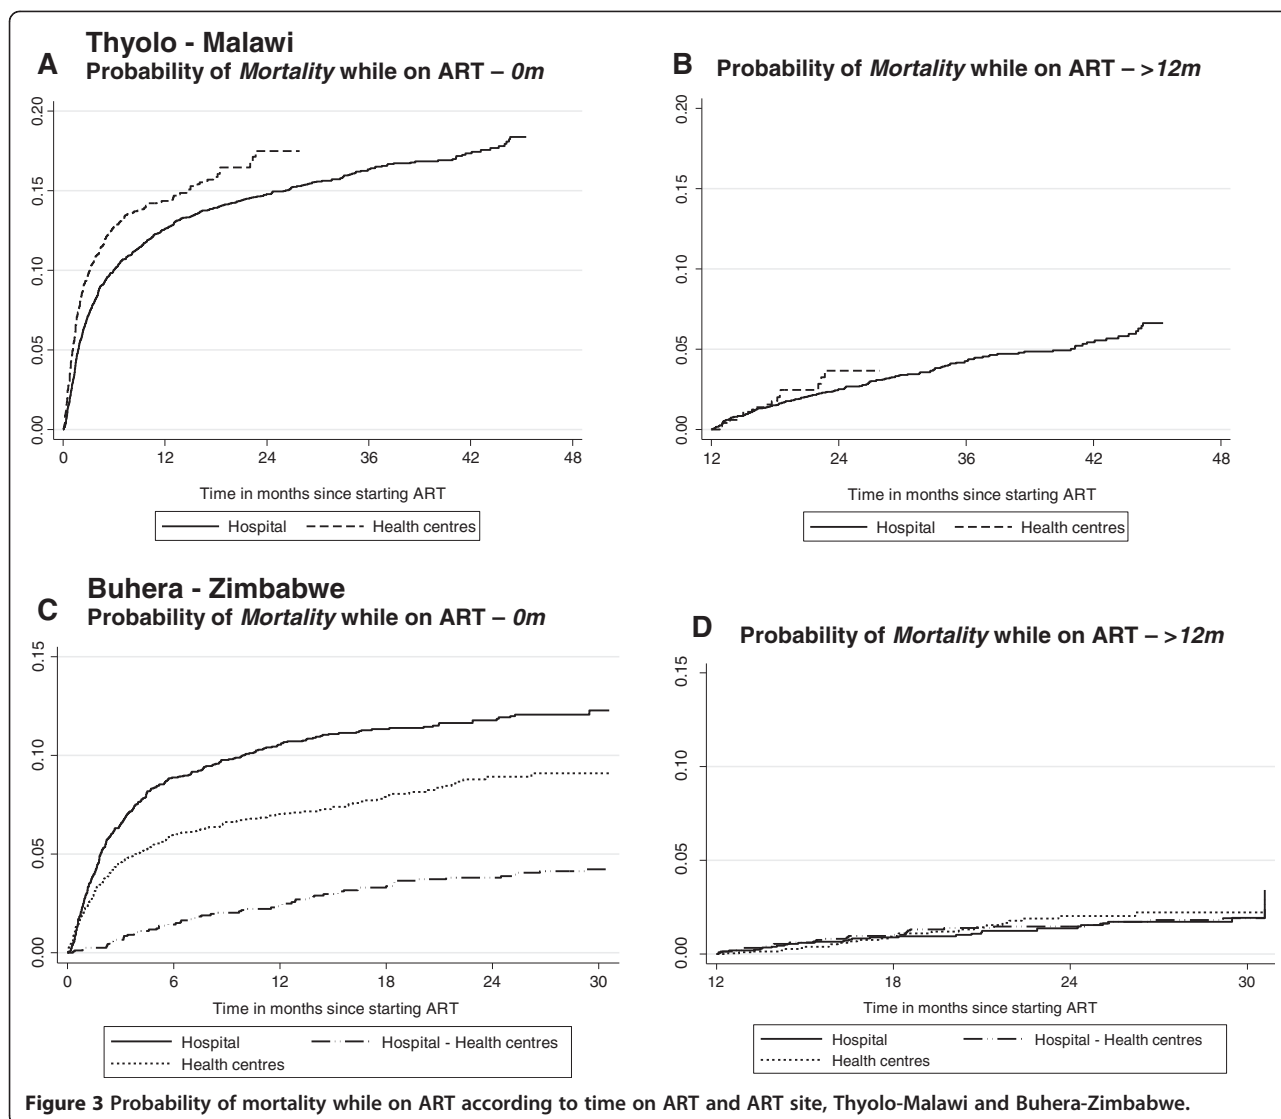 Thyolo - Malawi
A Probability of Mortality while on ART – 0m
0.20
0.15
0.10
0.05
0.00
0 12 24 36 42 48
Time in months since starting ART
Hospital Health centres
B Probability of Mortality while on ART – >12m
0.20
0.15
0.10
0.05
0.00
12 24 36 42 48
Time in months since starting ART
Hospital Health centres
Buhera - Zimbabwe
C Probability of Mortality while on ART – 0m
0.15
0.10
0.05
0.00
0 6 12 18 24 30
Time in months since starting ART
Hospital Hospital - Health centres
Health centres
D Probability of Mortality while on ART – >12m
0.15
0.10
0.05
0.00
12 18 24 30
Time in months since starting ART
Hospital Hospital - Health centres
Health centres
Figure 3 Probability of mortality while on ART according to time on ART and ART site, Thyolo-Malawi and Buhera-Zimbabwe.